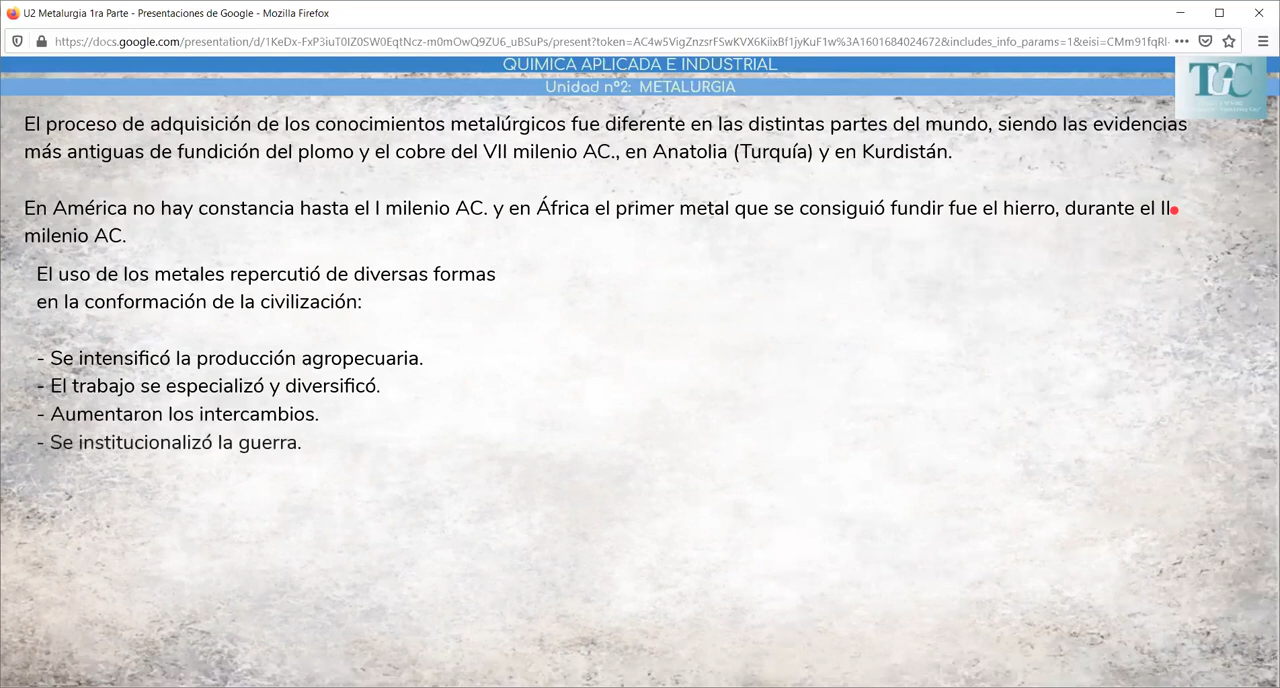 U2 Metalurgia 1ra Parte - Presentaciones de Google - Mozilla Firefox
https://docs.google.com/presentation/d/1KeDx-FxP3iuT0IZ0SW0EqtNcz-m0mOwQ9ZU6_uBSuPs/present?token=AC4w5VigZnzsrFSwKVX6KiixBf1jyKuF1w%3A1601684024672&includes_info_params=1&eisi=CMm91fqRl-
QUIMICA APLICADA E INDUSTRIAL
Unidad nº2: METALURGIA
TGC
El proceso de adquisición de los conocimientos metalúrgicos fue diferente en las distintas partes del mundo, siendo las evidencias
más antiguas de fundición del plomo y el cobre del VII milenio AC., en Anatolia (Turquía) y en Kurdistán.
En América no hay constancia hasta el I milenio AC. y en África el primer metal que se consiguió fundir fue el hierro, durante el II
milenio AC.
El uso de los metales repercutió de diversas formas
en la conformación de la civilización:
- Se intensificó la producción agropecuaria.
- El trabajo se especializó y diversificó.
- Aumentaron los intercambios.
- Se institucionalizó la guerra.